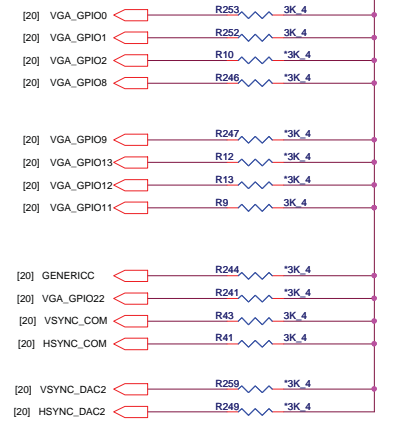 [20] VGA_GPIO0 R253 3K_4
[20] VGA_GPIO1 R252 3K_4
[20] VGA_GPIO2 R10 *3K_4
[20] VGA_GPIO8 R246 *3K_4
[20] VGA_GPIO9 R247 *3K_4
[20] VGA_GPIO13 R12 *3K_4
[20] VGA_GPIO12 R13 *3K_4
[20] VGA_GPIO11 R9 3K_4
[20] GENERICC R244 *3K_4
[20] VGA_GPIO22 R241 *3K_4
[20] VSYNC_COM R43 3K_4
[20] HSYNC_COM R41 3K_4
[20] VSYNC_DAC2 R259 *3K_4
[20] HSYNC_DAC2 R249 *3K_4